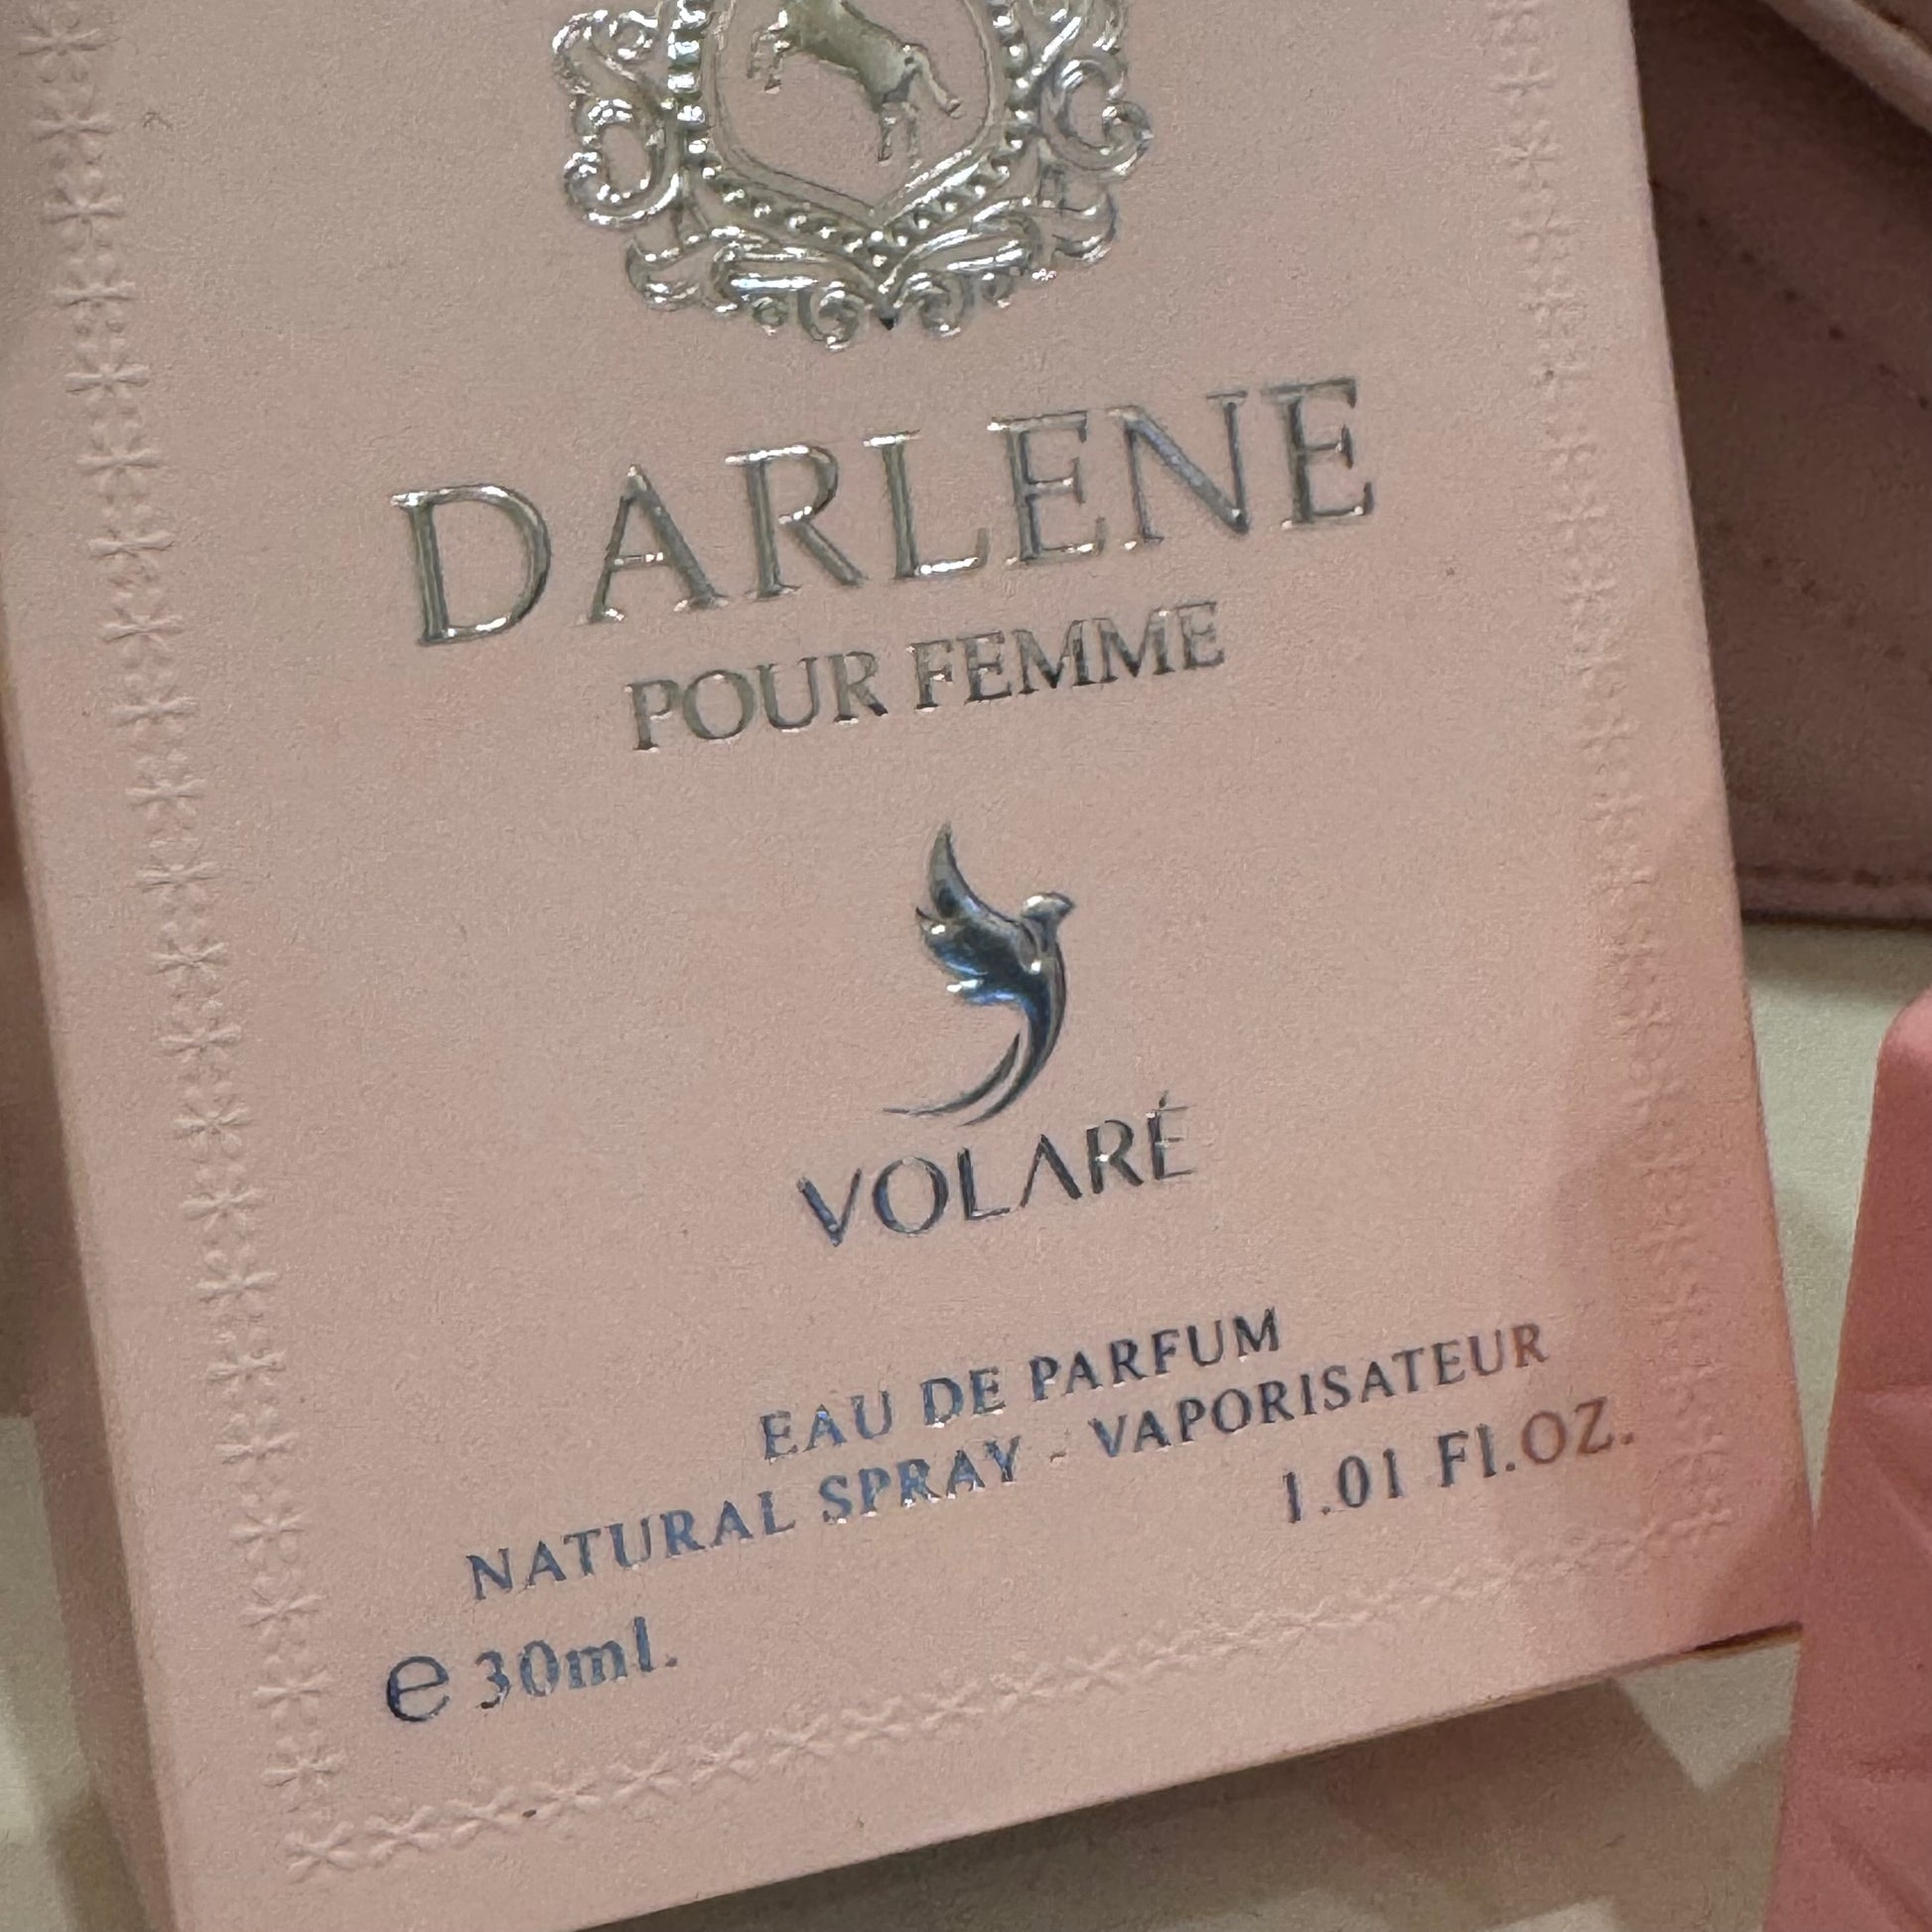 DARLENE
POUR FEMME
VOLARÉ
EAU DE PARFUM
NATURAL SPRAY - VAPORISATEUR
e 30ml.
1.01 Fl.OZ.